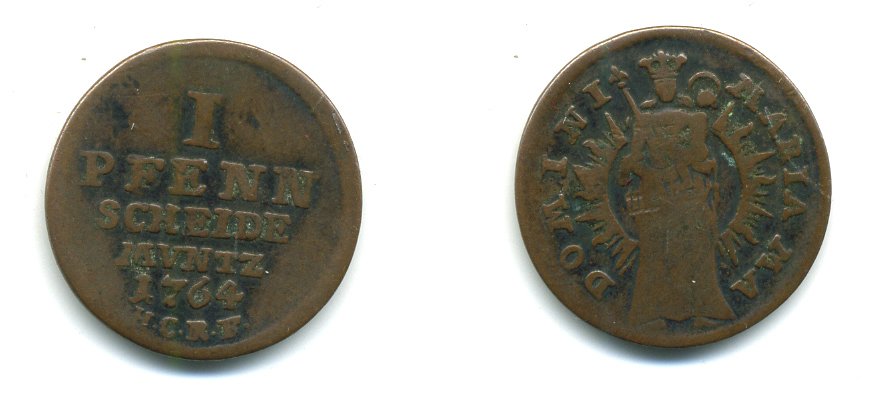 I
PFENN
SCHEIDE
MVNTZ
1764
H.C.R.F.
MARIA MA
DOMINI